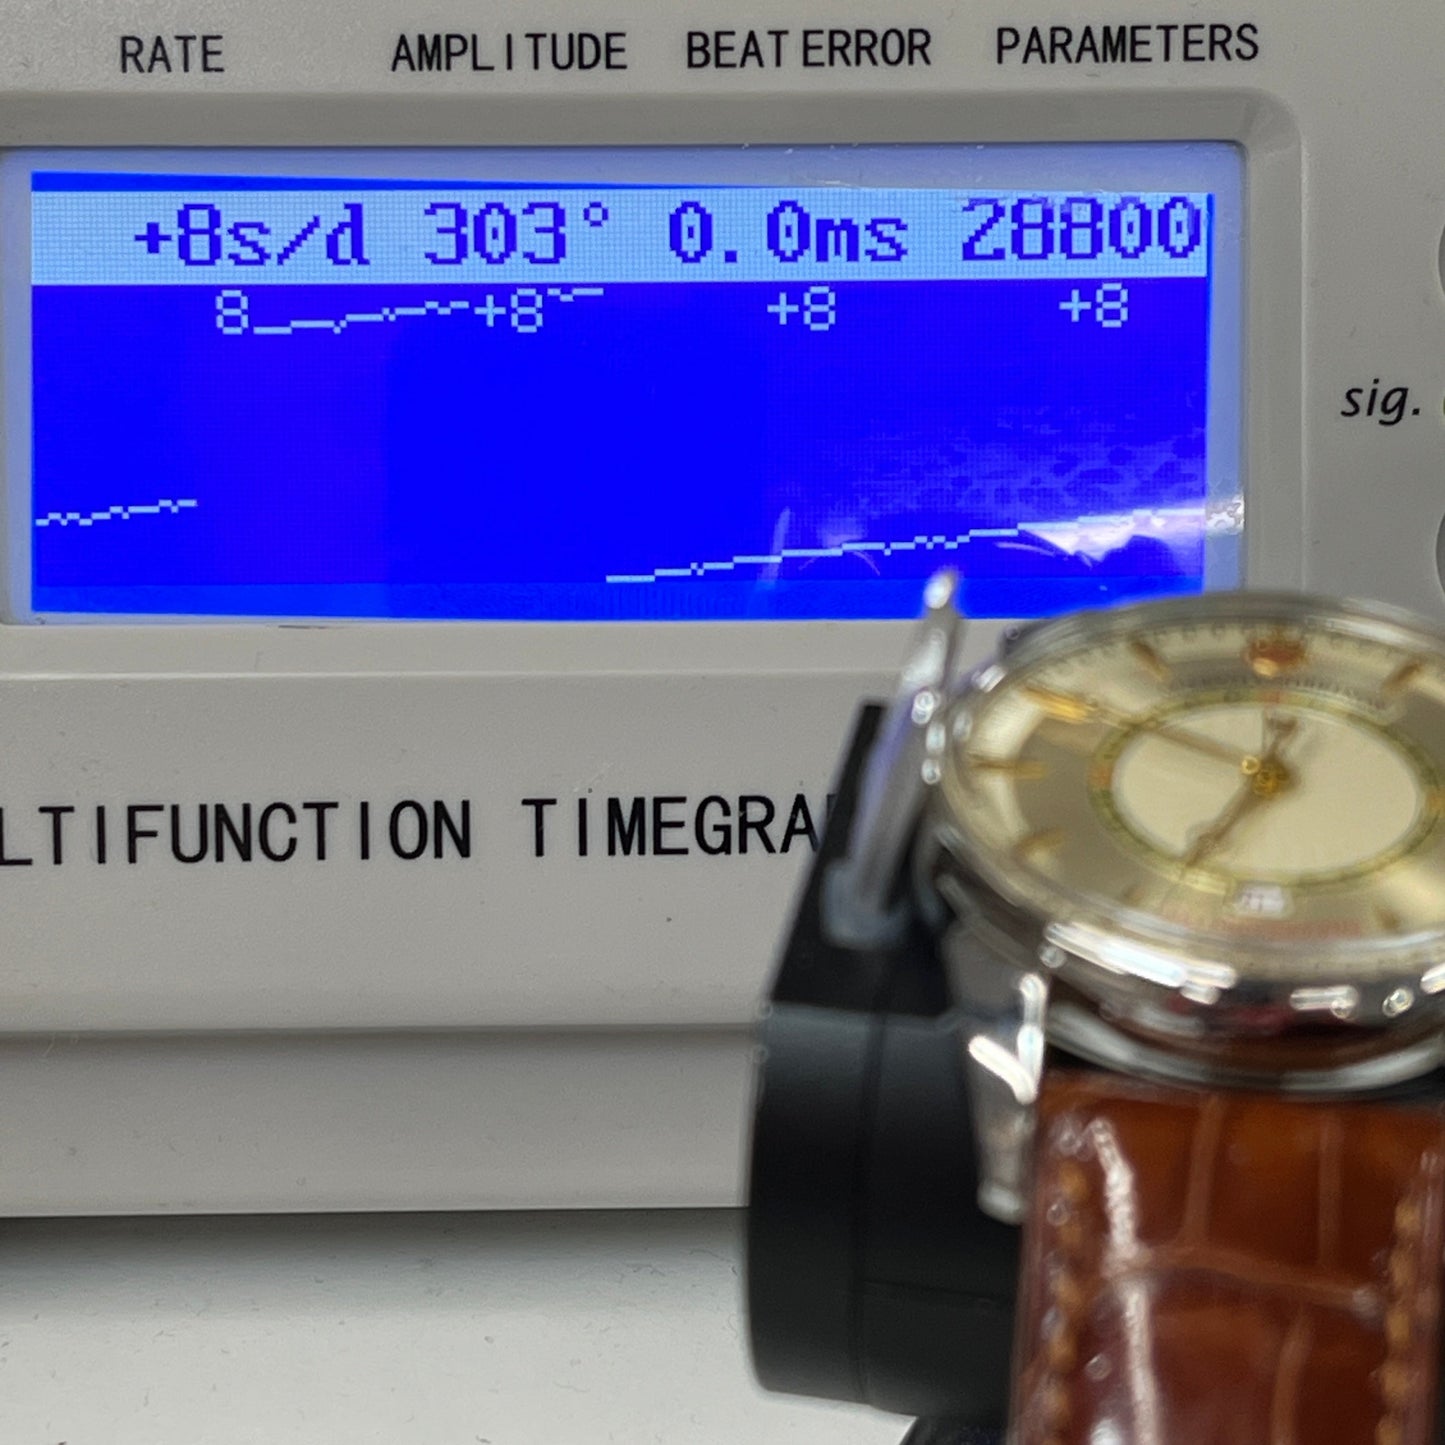 RATE AMPLITUDE BEAT ERROR PARAMETERS
+8s/d 303° 0.0ms 28800
8 +8 +8 +8
sig.
LTIFUNCTION TIMEGRA